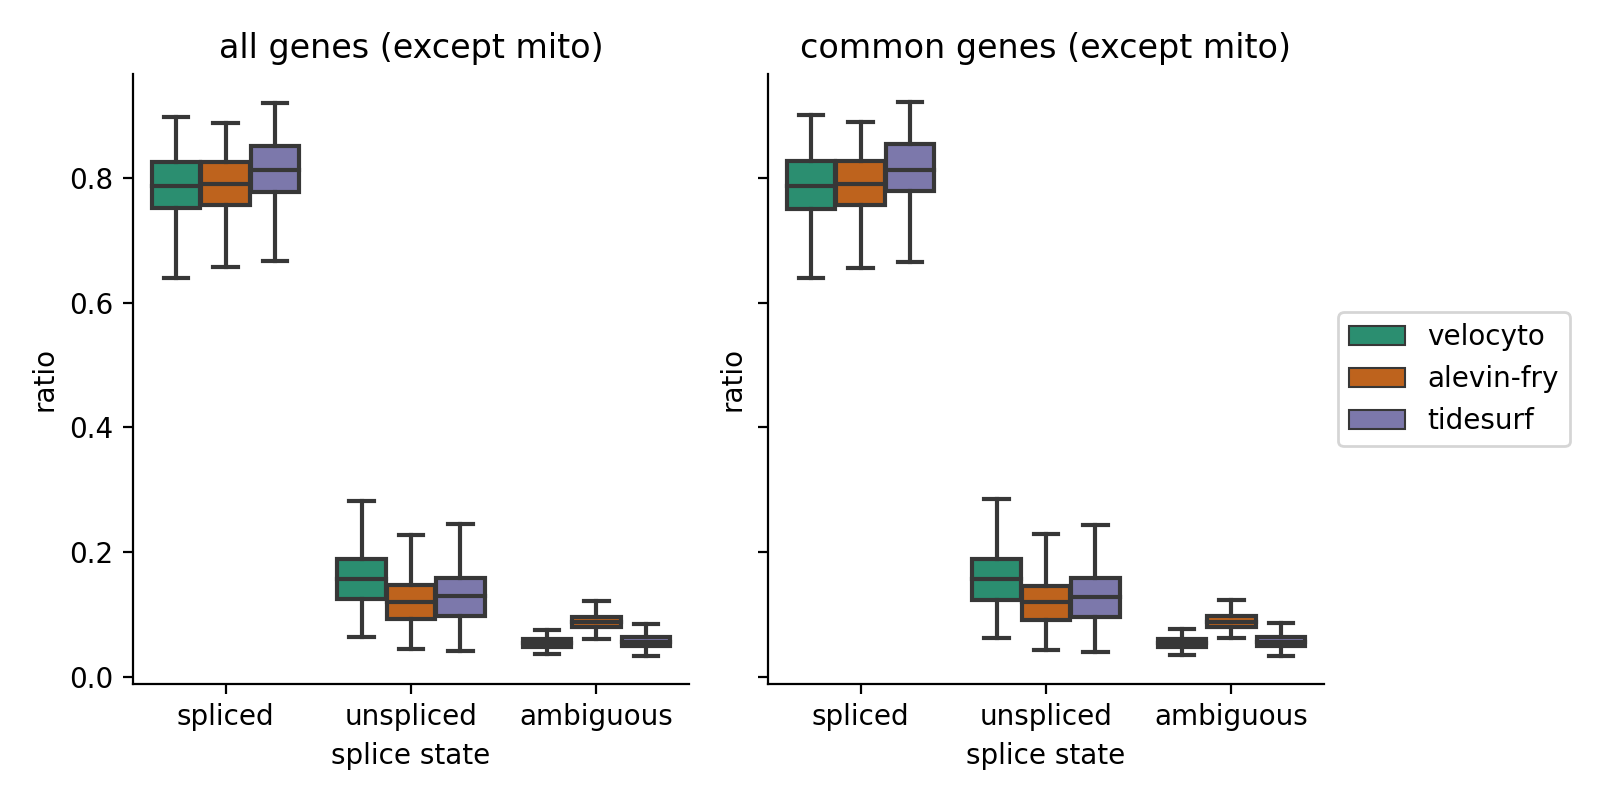 all genes (except mito)
ratio
0.8
0.6
0.4
0.2
0.0
spliced
unspliced
ambiguous
splice state
common genes (except mito)
ratio
spliced
unspliced
ambiguous
splice state
velocyto
alevin-fry
tidesurf